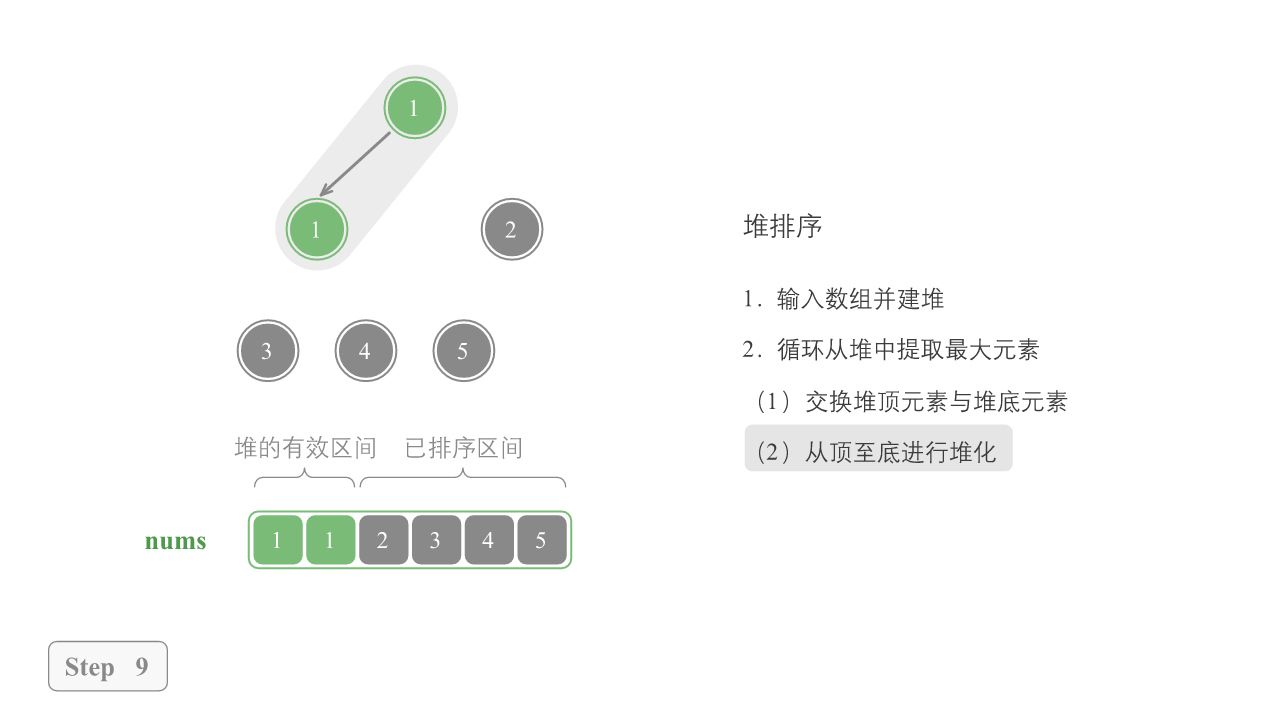 1
1
2
3 4 5
堆的有效区间 已排序区间
nums 1 1 2 3 4 5
Step 9
堆排序
1. 输入数组并建堆
2. 循环从堆中提取最大元素
（1）交换堆顶元素与堆底元素
（2）从顶至底进行堆化